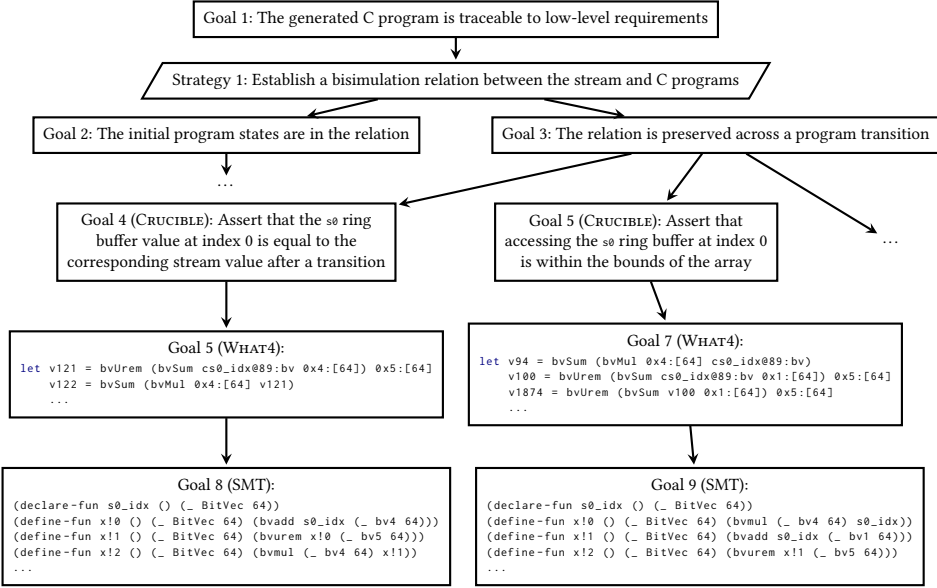 Goal 1: The generated C program is traceable to low-level requirements
Strategy 1: Establish a bisimulation relation between the stream and C programs
Goal 2: The initial program states are in the relation
Goal 3: The relation is preserved across a program transition
...
Goal 4 (CRUCIBLE): Assert that the s0 ring
buffer value at index 0 is equal to the
corresponding stream value after a transition
Goal 5 (CRUCIBLE): Assert that
accessing the s0 ring buffer at index 0
is within the bounds of the array
...
Goal 5 (WHAT4):
let v121 = bvUrem (bvSum cs0_idx@89:bv 0x4:[64]) 0x5:[64]
    v122 = bvSum (bvMul 0x4:[64] v121)
    ...
Goal 7 (WHAT4):
let v94 = bvSum (bvMul 0x4:[64] cs0_idx@89:bv)
    v100 = bvUrem (bvSum cs0_idx@89:bv 0x1:[64]) 0x5:[64]
    v1874 = bvUrem (bvSum v100 0x1:[64]) 0x5:[64]
    ...
Goal 8 (SMT):
(declare-fun s0_idx () (_ BitVec 64))
(define-fun x!0 () (_ BitVec 64) (bvadd s0_idx (_ bv4 64)))
(define-fun x!1 () (_ BitVec 64) (bvurem x!0 (_ bv5 64)))
(define-fun x!2 () (_ BitVec 64) (bvmul (_ bv4 64) x!1))
...
Goal 9 (SMT):
(declare-fun s0_idx () (_ BitVec 64))
(define-fun x!0 () (_ BitVec 64) (bvmul (_ bv4 64) s0_idx))
(define-fun x!1 () (_ BitVec 64) (bvadd s0_idx (_ bv1 64)))
(define-fun x!2 () (_ BitVec 64) (bvurem x!1 (_ bv5 64)))
...